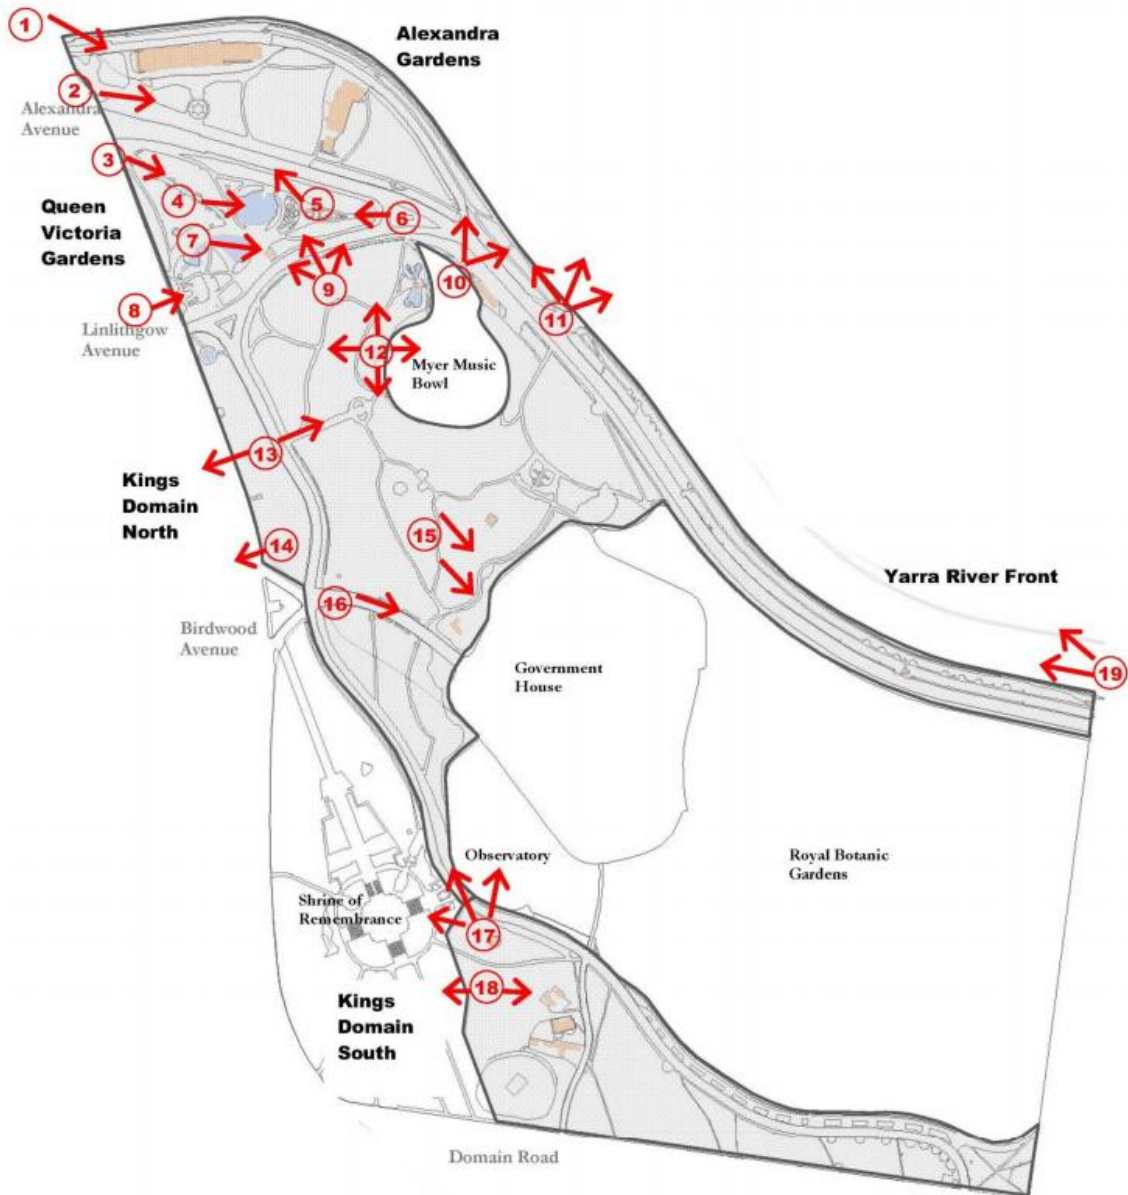 1
Alexandra
Gardens
2
Alexandra
Avenue
3
4
5
6
Queen
Victoria
Gardens
7
8
9
10
11
Linlithgow
Avenue
12
Myer Music
Bowl
13
Kings
Domain
North
14
15
16
Yarra River Front
Birdwood
Avenue
Government
House
19
Observatory
Royal Botanic
Gardens
Shrine of
Remembrance
17
18
Kings
Domain
South
Domain Road